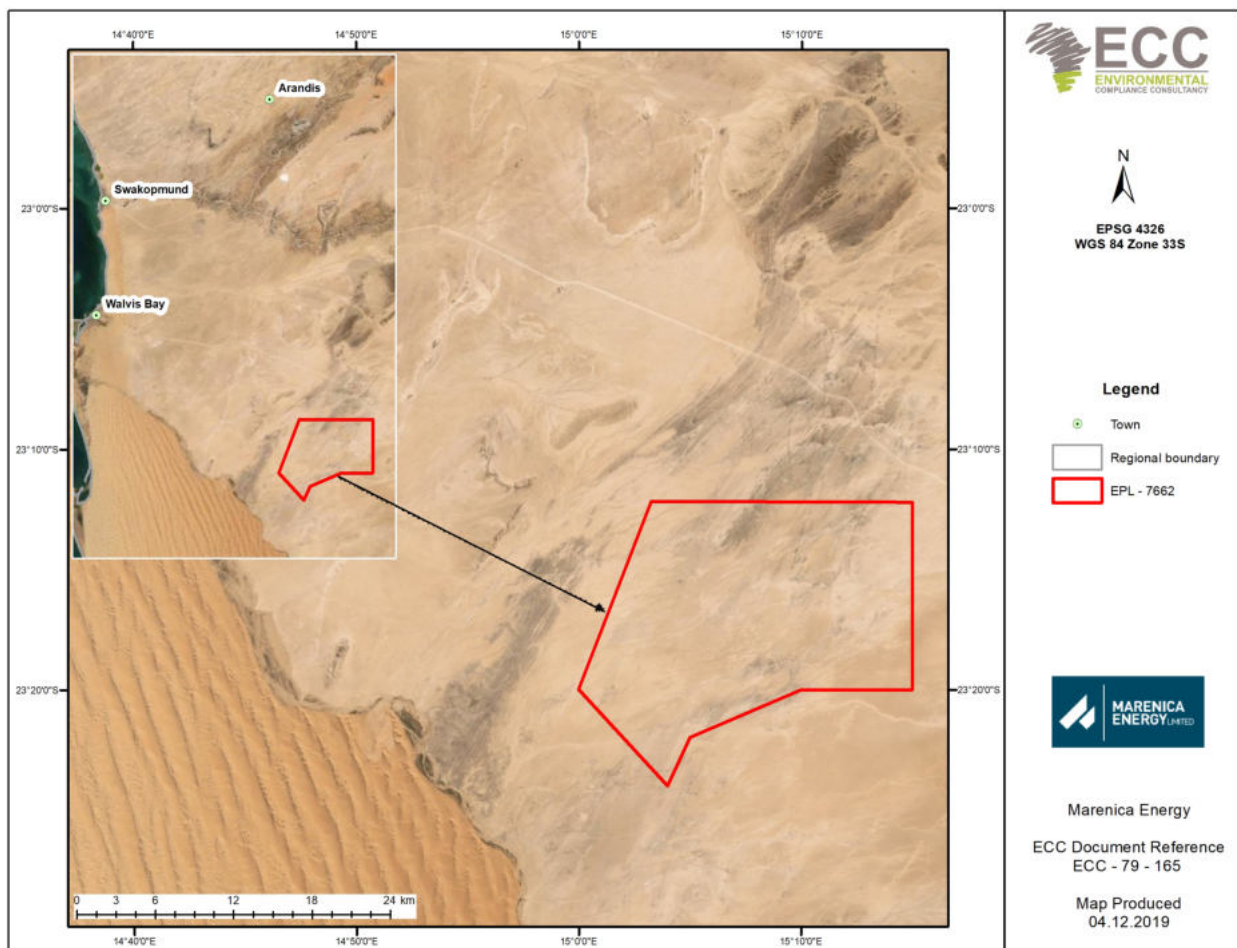 14°40'0"E 14°50'0"E 15°0'0"E 15°10'0"E
Arandis
Swakopmund
Walvis Bay
23°0'0"S 23°0'0"S
23°10'0"S 23°10'0"S
23°20'0"S 23°20'0"S
0 3 6 12 18 24 km
14°40'0"E 14°50'0"E 15°0'0"E 15°10'0"E
ECC
ENVIRONMENTAL
COMPLIANCE CONSULTANCY
N
EPSG 4326
WGS 84 Zone 33S
Legend
Town
Regional boundary
EPL - 7662
MARENICA
ENERGY LIMITED
Marenica Energy
ECC Document Reference
ECC - 79 - 165
Map Produced
04.12.2019